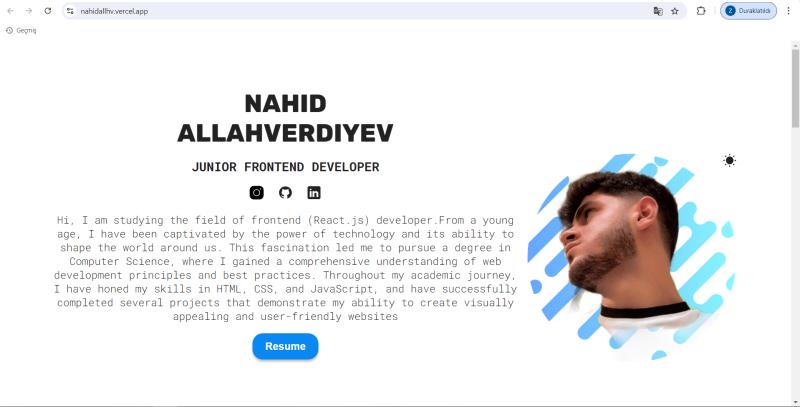 nahidallhv.vercel.app
Z Duraklatıldı
Geçmiş
NAHID
ALLAHVERDIYEV
JUNIOR FRONTEND DEVELOPER
Hi, I am studying the field of frontend (React.js) developer.From a young
age, I have been captivated by the power of technology and its ability to
shape the world around us. This fascination led me to pursue a degree in
Computer Science, where I gained a comprehensive understanding of web
development principles and best practices. Throughout my academic journey,
I have honed my skills in HTML, CSS, and JavaScript, and have successfully
completed several projects that demonstrate my ability to create visually
appealing and user-friendly websites
Resume